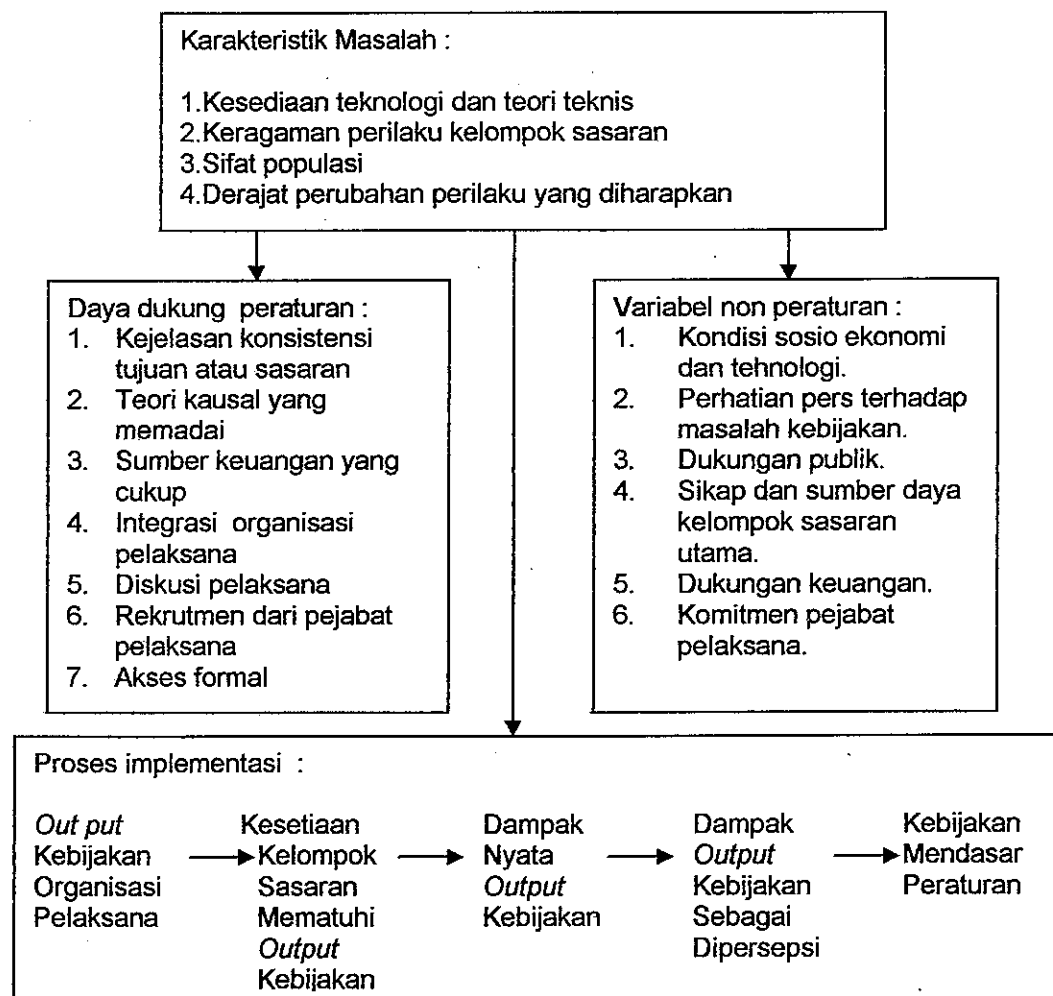 Karakteristik Masalah :
1.Kesediaan teknologi dan teori teknis
2.Keragaman perilaku kelompok sasaran
3.Sifat populasi
4.Derajat perubahan perilaku yang diharapkan
Daya dukung peraturan :
1. Kejelasan konsistensi
tujuan atau sasaran
2. Teori kausal yang
memadai
3. Sumber keuangan yang
cukup
4. Integrasi organisasi
pelaksana
5. Diskusi pelaksana
6. Rekrutmen dari pejabat
pelaksana
7. Akses formal
Variabel non peraturan :
1. Kondisi sosio ekonomi
dan tehnologi.
2. Perhatian pers terhadap
masalah kebijakan.
3. Dukungan publik.
4. Sikap dan sumber daya
kelompok sasaran
utama.
5. Dukungan keuangan.
6. Komitmen pejabat
pelaksana.
Proses implementasi :
Out put
Kebijakan
Organisasi
Pelaksana
Kesetiaan
Kelompok
Sasaran
Mematuhi
Output
Kebijakan
Dampak
Nyata
Output
Kebijakan
Dampak
Output
Kebijakan
Sebagai
Dipersepsi
Kebijakan
Mendasar
Peraturan